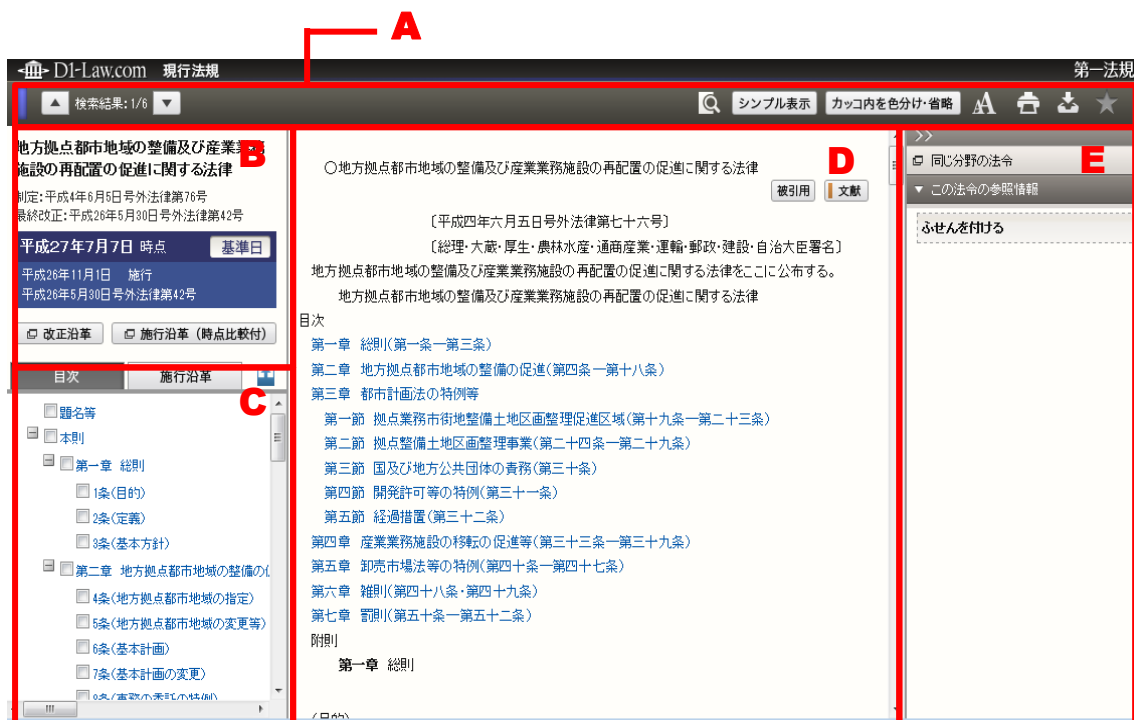 A
D1-Law.com 現行法規
第一法規
検索結果:1/6
シンプル表示
カッコ内を色分け・省略
A
B
地方拠点都市地域の整備及び産業業務
施設の再配置の促進に関する法律
制定:平成4年6月5日号外法律第76号
最終改正:平成26年5月30日号外法律第42号
平成27年7月7日 時点
基準日
平成26年11月1日 施行
平成26年5月30日号外法律第42号
改正沿革
施行沿革（時点比較付）
目次
施行沿革
C
題名等
本則
第一章 総則
1条(目的)
2条(定義)
3条(基本方針)
第二章 地方拠点都市地域の整備の
4条(地方拠点都市地域の指定)
5条(地方拠点都市地域の変更等)
6条(基本計画)
7条(基本計画の変更)
8条(事務の委託の特例)
D
○地方拠点都市地域の整備及び産業業務施設の再配置の促進に関する法律
被引用
文献
〔平成四年六月五日号外法律第七十六号〕
〔総理・大蔵・厚生・農林水産・通商産業・運輸・郵政・建設・自治大臣署名〕
地方拠点都市地域の整備及び産業業務施設の再配置の促進に関する法律をここに公布する。
地方拠点都市地域の整備及び産業業務施設の再配置の促進に関する法律
目次
第一章 総則(第一条―第三条)
第二章 地方拠点都市地域の整備の促進(第四条―第十八条)
第三章 都市計画法の特例等
第一節 拠点業務市街地整備土地区画整理促進区域(第十九条―第二十三条)
第二節 拠点整備土地区画整理事業(第二十四条―第二十九条)
第三節 国及び地方公共団体の責務(第三十条)
第四節 開発許可等の特例(第三十一条)
第五節 経過措置(第三十二条)
第四章 産業業務施設の移転の促進等(第三十三条―第三十九条)
第五章 卸売市場法等の特例(第四十条―第四十七条)
第六章 雑則(第四十八条・第四十九条)
第七章 罰則(第五十条―第五十二条)
附則
第一章 総則
(目的)
>>
E
同じ分野の法令
▼ この法令の参照情報
ふせんを付ける